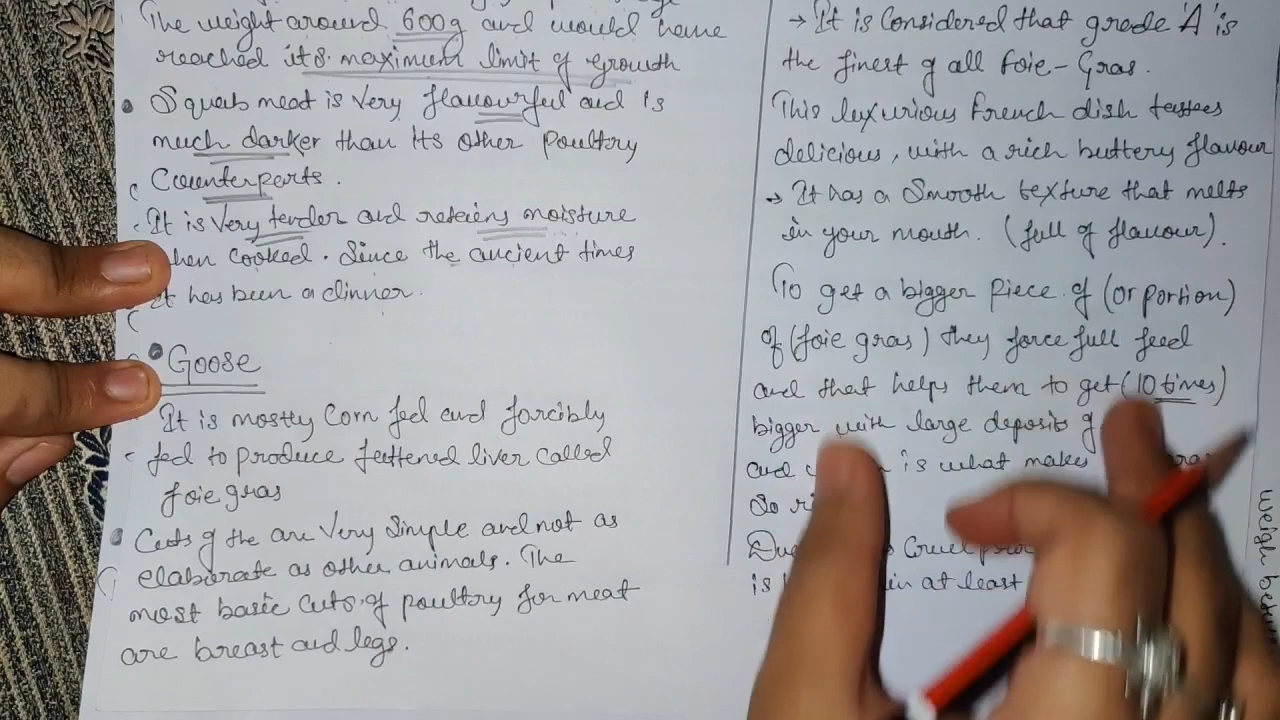 The weight around 600g and would have
reached its maximum limit of growth
Squab meat is very flavourful and is
much darker than its other poultry
Counterparts.
It is very tender and retains moisture
hen cooked. Since the ancient times
It has been a dinner.
Goose
It is mostly Corn fed and forcibly
fed to produce fattened liver called
foie gras
Cuts of the are very simple and not as
elaborate as other animals. The
most basic cuts of poultry for meat
are breast and legs.
→ It is Considered that grade 'A' is
the finest of all Foie-Gras.
This luxurious French dish tastes
delicious, with a rich buttery flavour
→ It has a smooth texture that melts
in your mouth. (full of flavour).
To get a bigger piece of (or portion)
of (foie gras) they force full feed
and that helps them to get (10 times)
bigger with large deposits of
and is what makes
So
Cruel
is in at least
Weigh